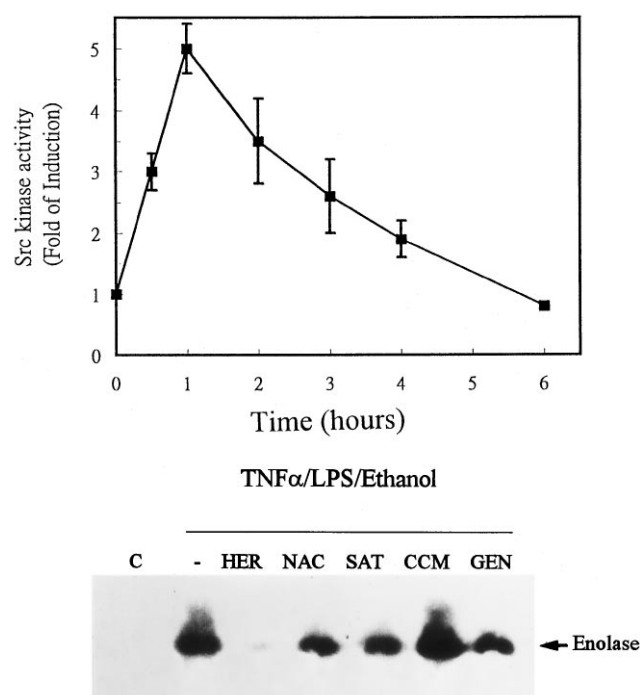 5
4
3
2
1
0
Src kinase activity
(Fold of Induction)
0 1 2 3 4 5 6
Time (hours)
TNFα/LPS/Ethanol
C - HER NAC SAT CCM GEN
Enolase